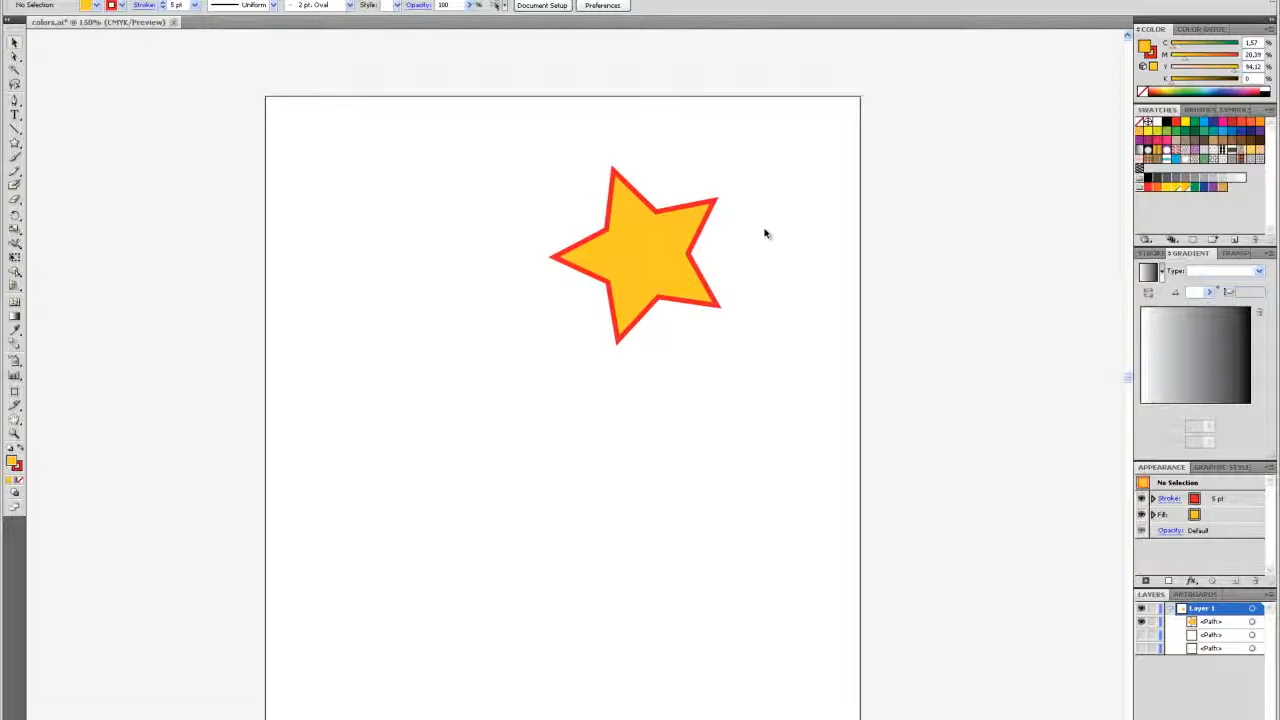 No Selection Stroke: 5 pt Uniform 2 pt. Oval Style: Opacity: 100 % Document Setup Preferences
colors.ai* @ 150% (CMYK/Preview)
COLOR COLOR GUIDE
C 1,57 %
M 20,39 %
Y 94,12 %
K 0 %
SWATCHES BRUSHES SYMBOL
STROKE GRADIENT TRANSP
Type:
APPEARANCE GRAPHIC STYLE
No Selection
Stroke: 5 pt
Fill:
Opacity: Default
LAYERS ARTBOARDS
Layer 1
<Path>
<Path>
<Path>